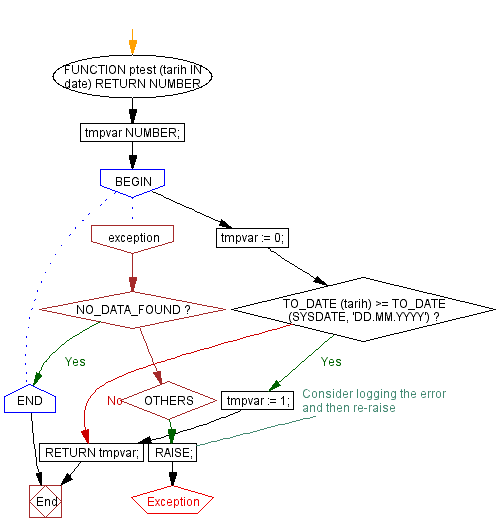 FUNCTION ptest (tarih IN
date) RETURN NUMBER
tmpvar NUMBER;
BEGIN
exception
tmpvar := 0;
NO_DATA_FOUND ?
TO_DATE (tarih) >= TO_DATE
(SYSDATE, 'DD.MM.YYYY') ?
Yes
Yes
END
No
OTHERS
tmpvar := 1;
Consider logging the error
and then re-raise
RETURN tmpvar;
RAISE;
End
Exception